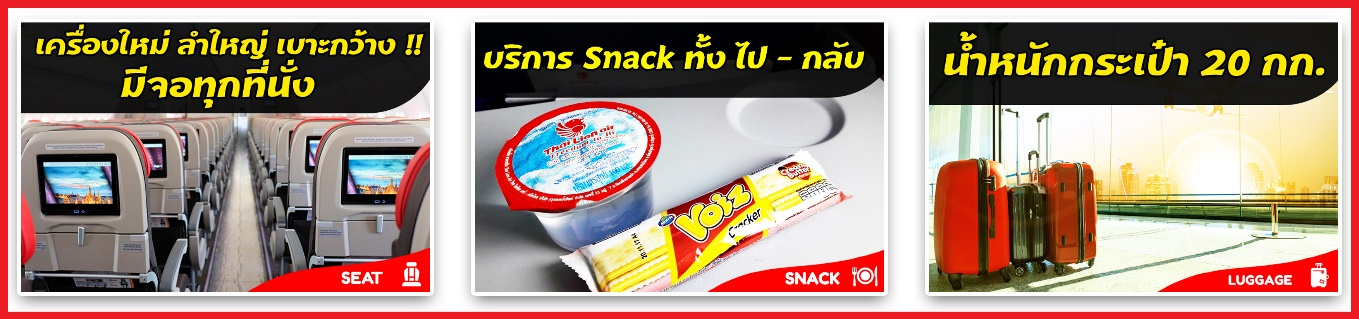 เครื่องใหม่ ลำใหญ่ เบาะกว้าง !!
มีจอทุกที่นั่ง
SEAT
บริการ Snack ทั้ง ไป - กลับ
Thai Lion air
Voiz
Cracker
Creamy
Butter
SNACK
น้ำหนักกระเป๋า 20 กก.
LUGGAGE